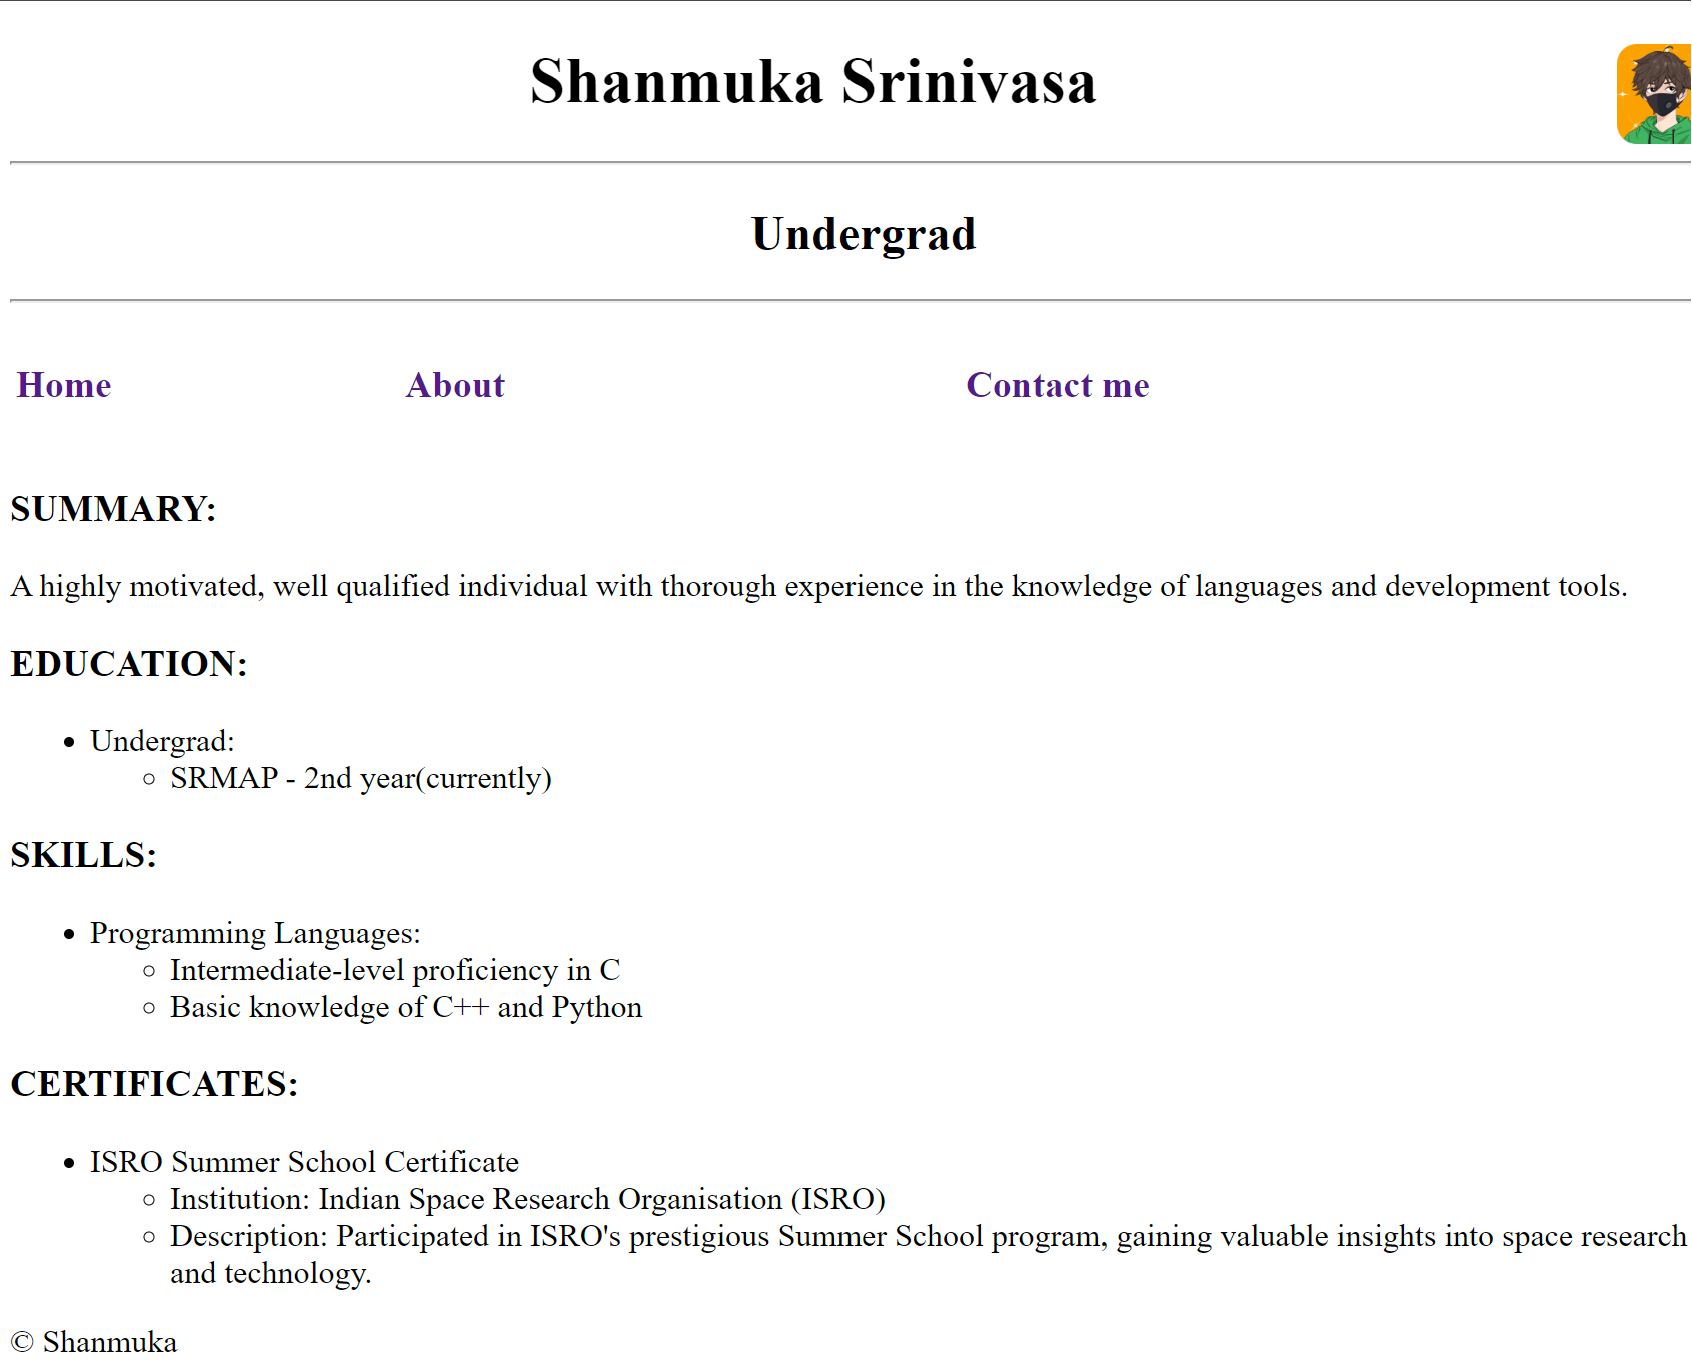 Shanmuka Srinivasa
Undergrad
Home About Contact me
SUMMARY:
A highly motivated, well qualified individual with thorough experience in the knowledge of languages and development tools.
EDUCATION:
Undergrad:
SRMAP - 2nd year(currently)
SKILLS:
Programming Languages:
Intermediate-level proficiency in C
Basic knowledge of C++ and Python
CERTIFICATES:
ISRO Summer School Certificate
Institution: Indian Space Research Organisation (ISRO)
Description: Participated in ISRO's prestigious Summer School program, gaining valuable insights into space research
and technology.
© Shanmuka